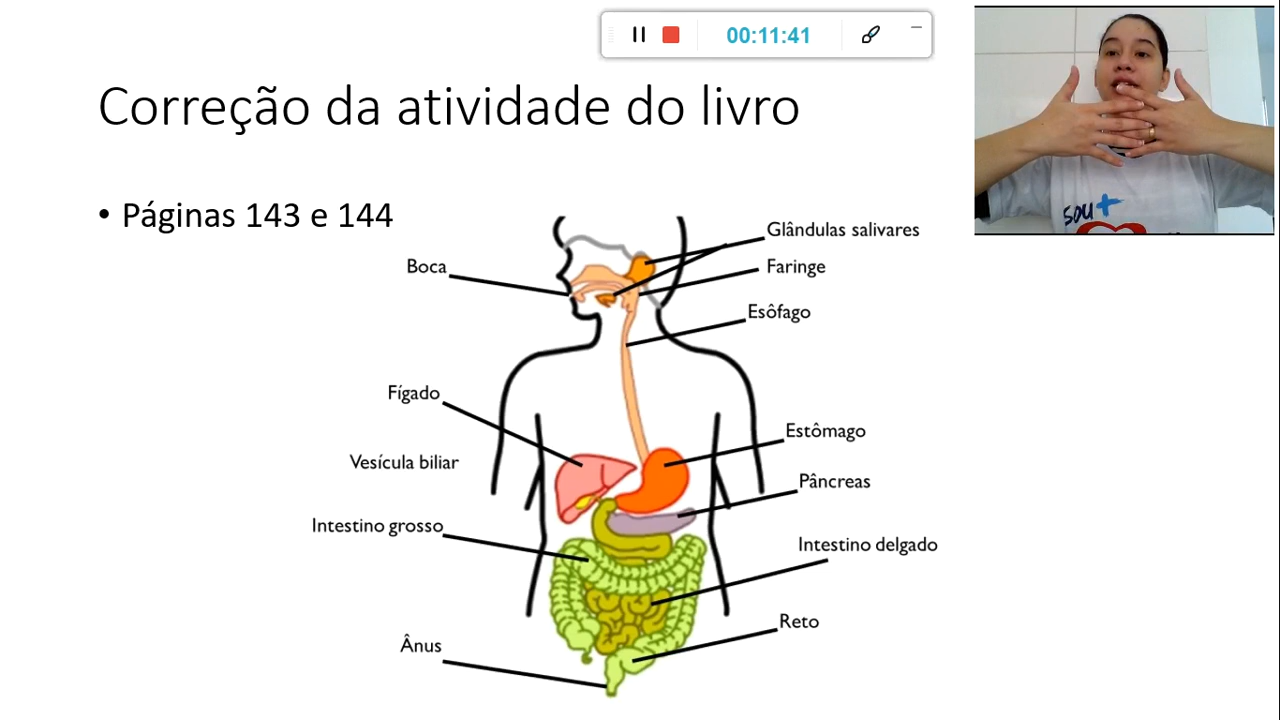 00:11:41
Correção da atividade do livro
• Páginas 143 e 144
sou+
Glândulas salivares
Boca
Faringe
Esôfago
Fígado
Estômago
Vesícula biliar
Pâncreas
Intestino grosso
Intestino delgado
Reto
Ânus